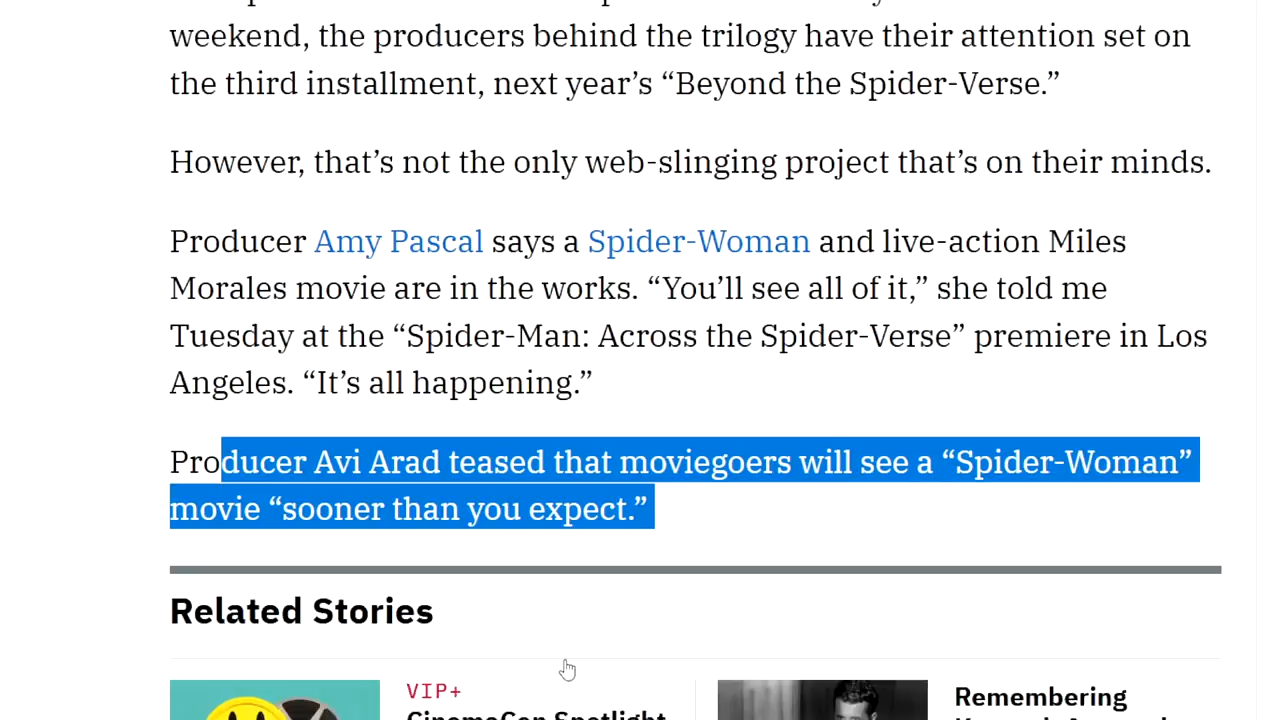 weekend, the producers behind the trilogy have their attention set on
the third installment, next year’s “Beyond the Spider-Verse.”
However, that’s not the only web-slinging project that’s on their minds.
Producer Amy Pascal says a Spider-Woman and live-action Miles
Morales movie are in the works. “You’ll see all of it,” she told me
Tuesday at the “Spider-Man: Across the Spider-Verse” premiere in Los
Angeles. “It’s all happening.”
Producer Avi Arad teased that moviegoers will see a “Spider-Woman”
movie “sooner than you expect.”
Related Stories
VIP+
CinemaCon Spotlight
Remembering